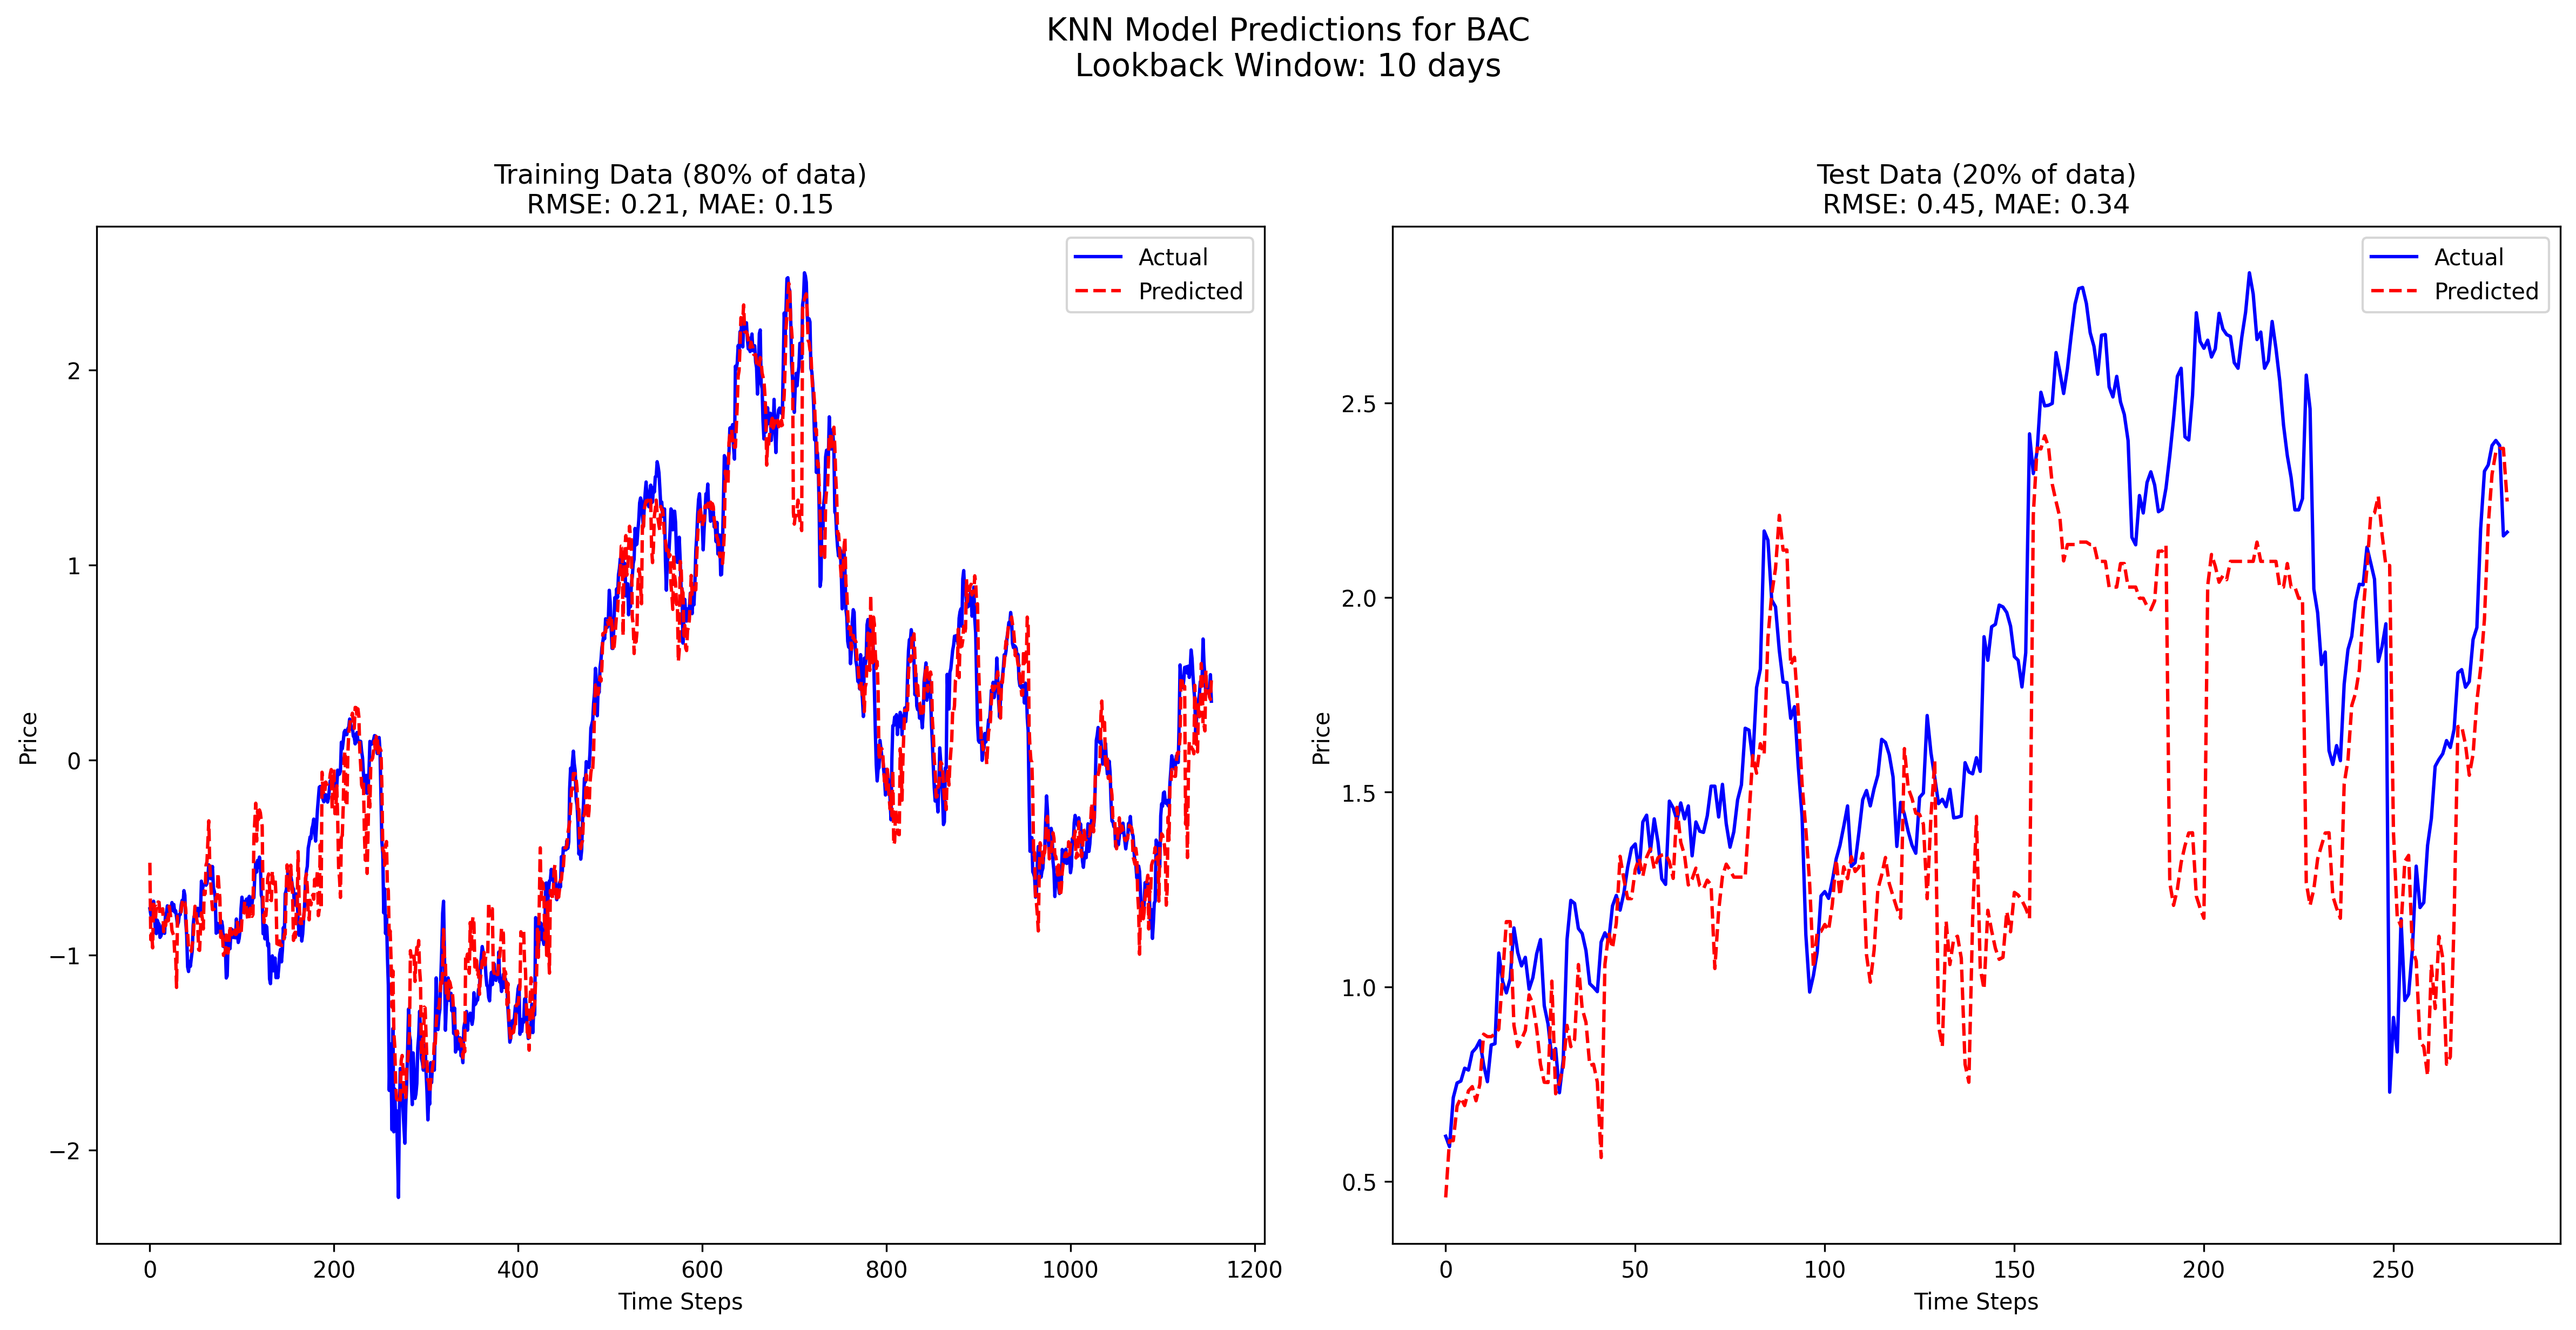 KNN Model Predictions for BAC
Lookback Window: 10 days
Training Data (80% of data)
RMSE: 0.21, MAE: 0.15
Actual
Predicted
2
1
0
−1
−2
Price
0
200
400
600
800
1000
1200
Time Steps
Test Data (20% of data)
RMSE: 0.45, MAE: 0.34
Actual
Predicted
2.5
2.0
1.5
1.0
0.5
Price
0
50
100
150
200
250
Time Steps